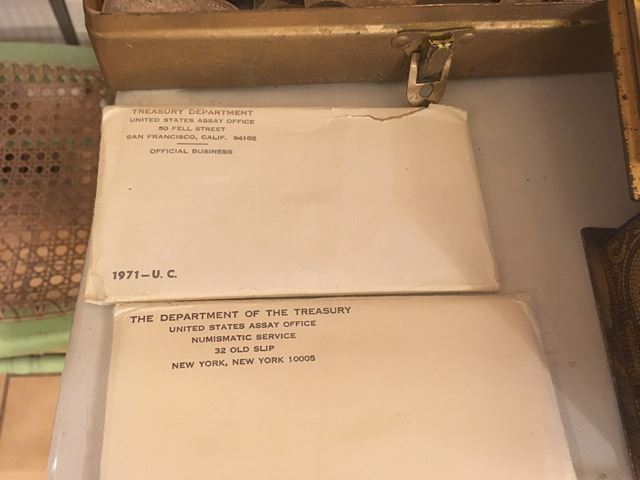 TREASURY DEPARTMENT
UNITED STATES ASSAY OFFICE
50 FELL STREET
SAN FRANCISCO, CALIF. 94102
OFFICIAL BUSINESS
1971—U. C.
THE DEPARTMENT OF THE TREASURY
UNITED STATES ASSAY OFFICE
NUMISMATIC SERVICE
32 OLD SLIP
NEW YORK, NEW YORK 10005